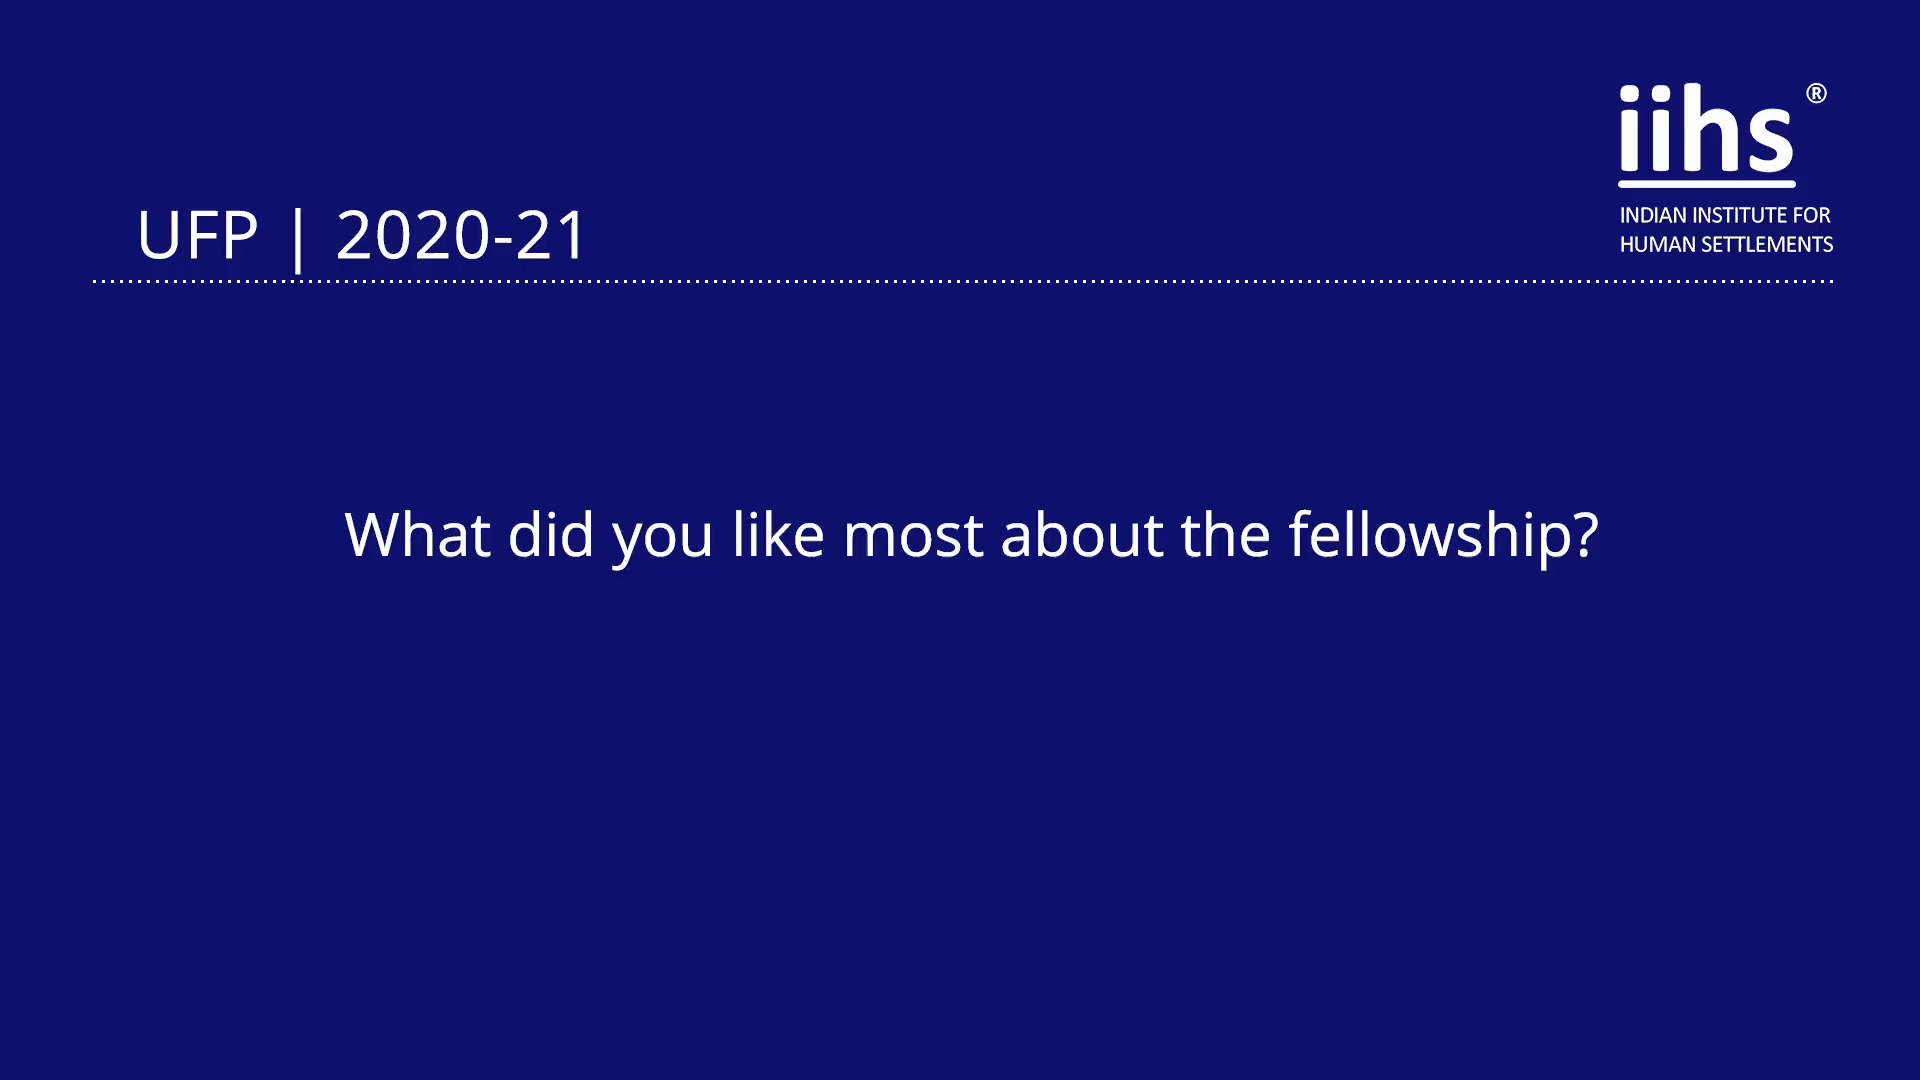 iihs ®
INDIAN INSTITUTE FOR
HUMAN SETTLEMENTS
UFP | 2020-21
What did you like most about the fellowship?